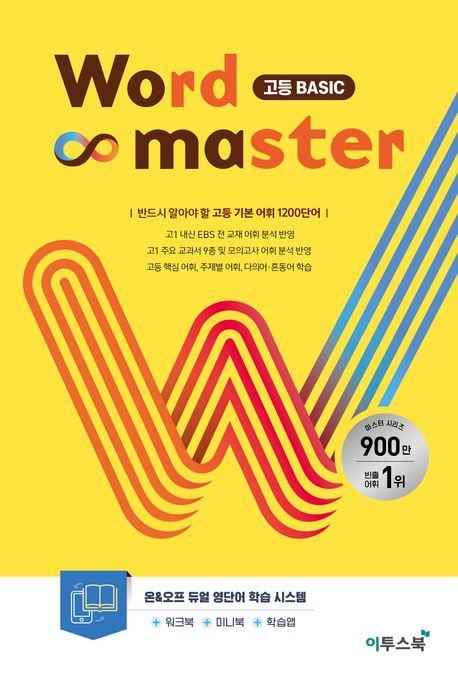 Word
고등 BASIC
master
반드시 알아야 할 고등 기본 어휘 1200단어
고1 내신 EBS 전 교재 어휘 분석 반영
고1 주요 교과서 9종 및 모의고사 어휘 분석 반영
고등 핵심 어휘, 주제별 어휘, 다의어·혼동어 학습
마스터 시리즈
900만
빈출 어휘 1위
온&오프 듀얼 영단어 학습 시스템
+ 워크북 + 미니북 + 학습앱
이투스북